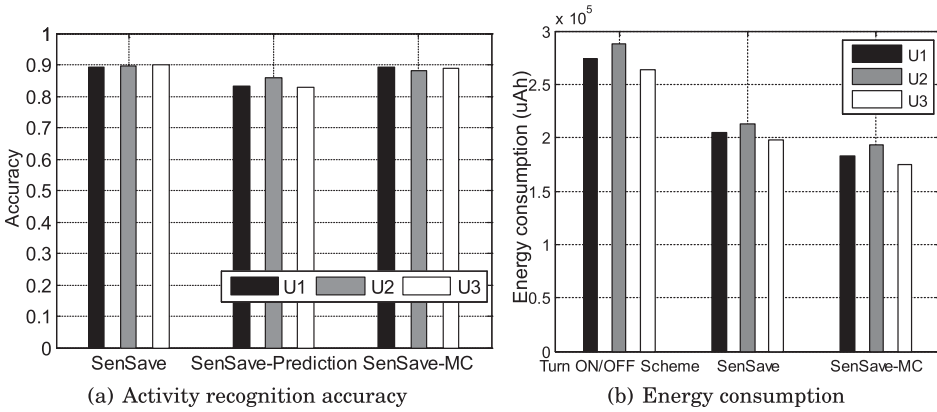 1
0.9
0.8
0.7
0.6
0.5
0.4
0.3
0.2
0.1
0
Accuracy
U1 U2 U3
SenSave SenSave-Prediction SenSave-MC
(a) Activity recognition accuracy
x 10^5
3
2.5
2
1.5
1
0.5
0
Energy consumption (uAh)
U1
U2
U3
Turn ON/OFF Scheme SenSave SenSave-MC
(b) Energy consumption